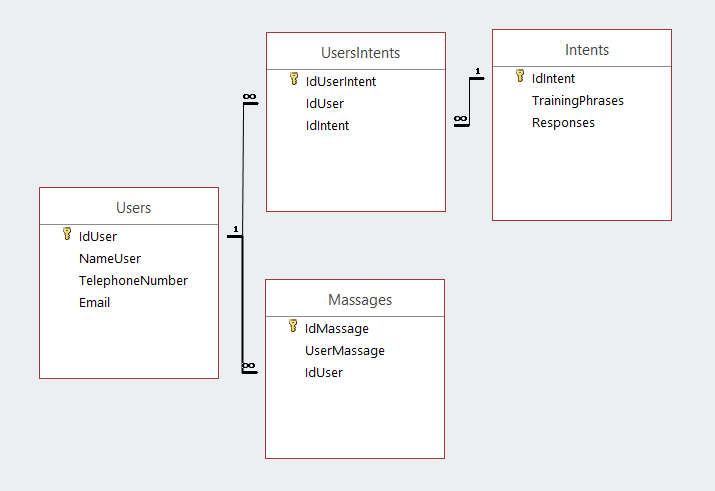 UsersIntents
IdUserIntent
IdUser
IdIntent
Intents
IdIntent
TrainingPhrases
Responses
Users
IdUser
NameUser
TelephoneNumber
Email
Massages
IdMassage
UserMassage
IdUser
∞
1
∞
1
∞